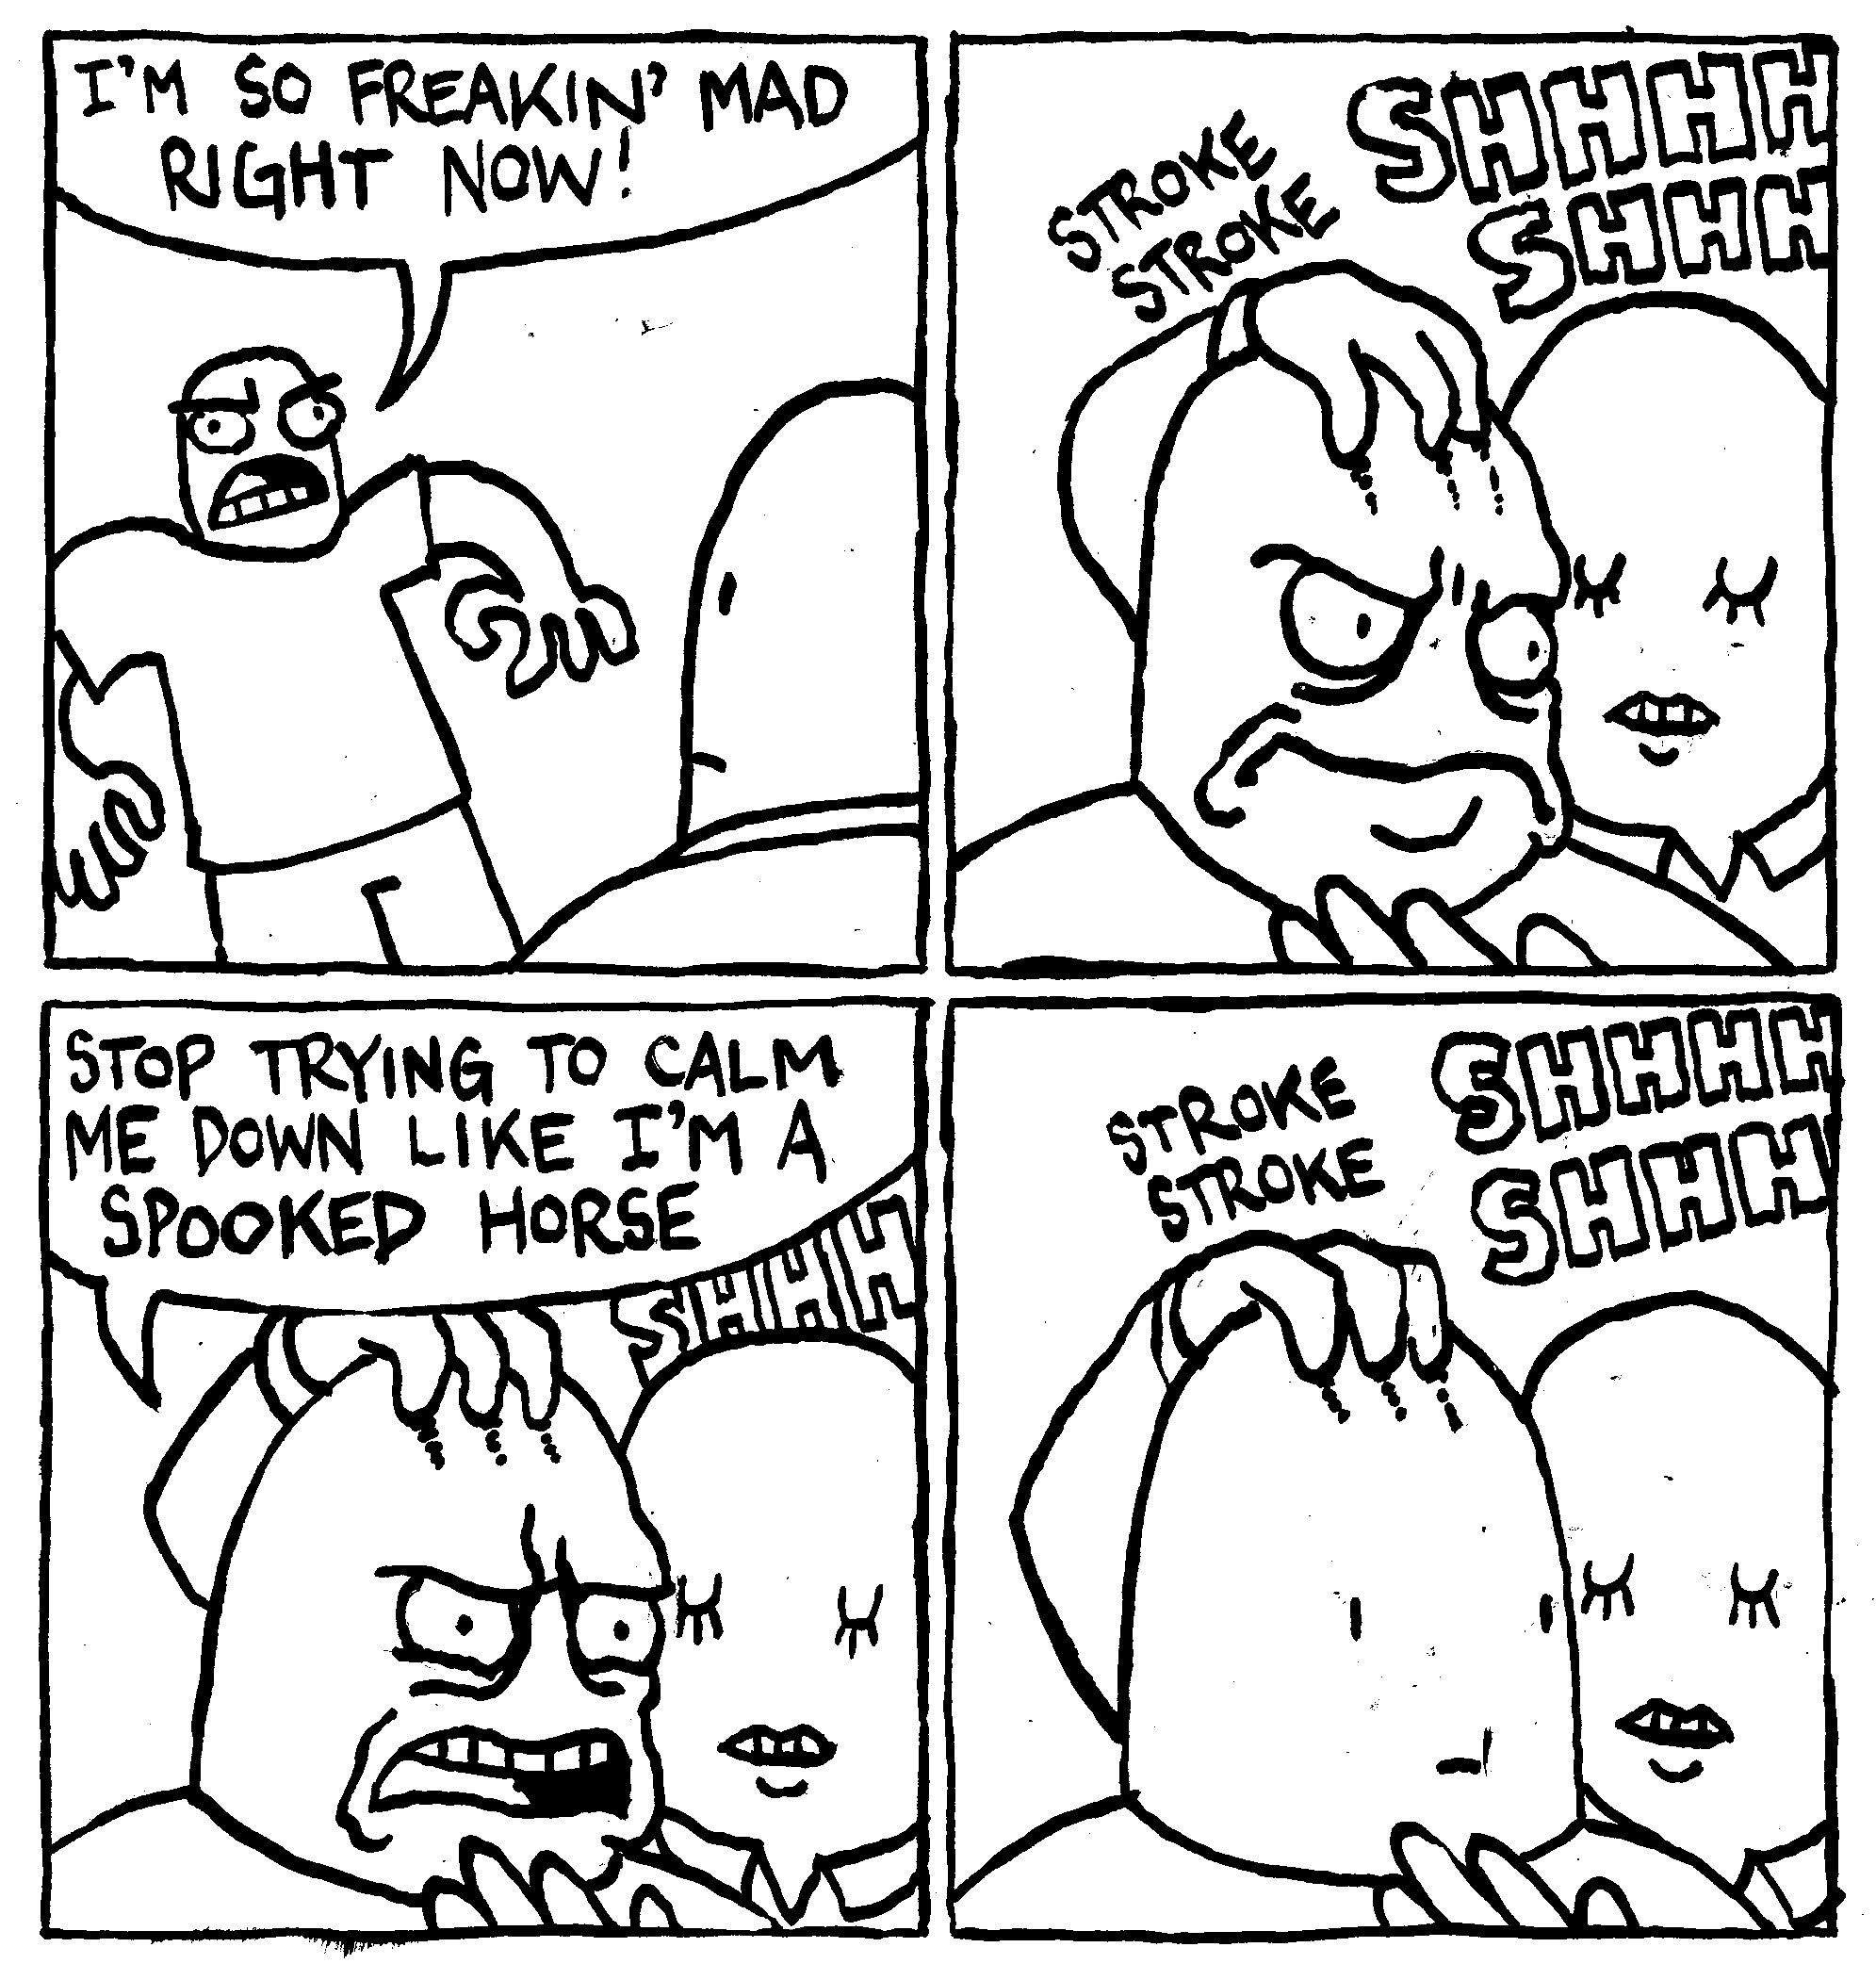 I'M SO FREAKIN' MAD
RIGHT NOW!
STROKE
STROKE
SHHHH
SHHH
STOP TRYING TO CALM
ME DOWN LIKE I'M A
SPOOKED HORSE
SHHH
STROKE
STROKE
SHHHH
SHHH